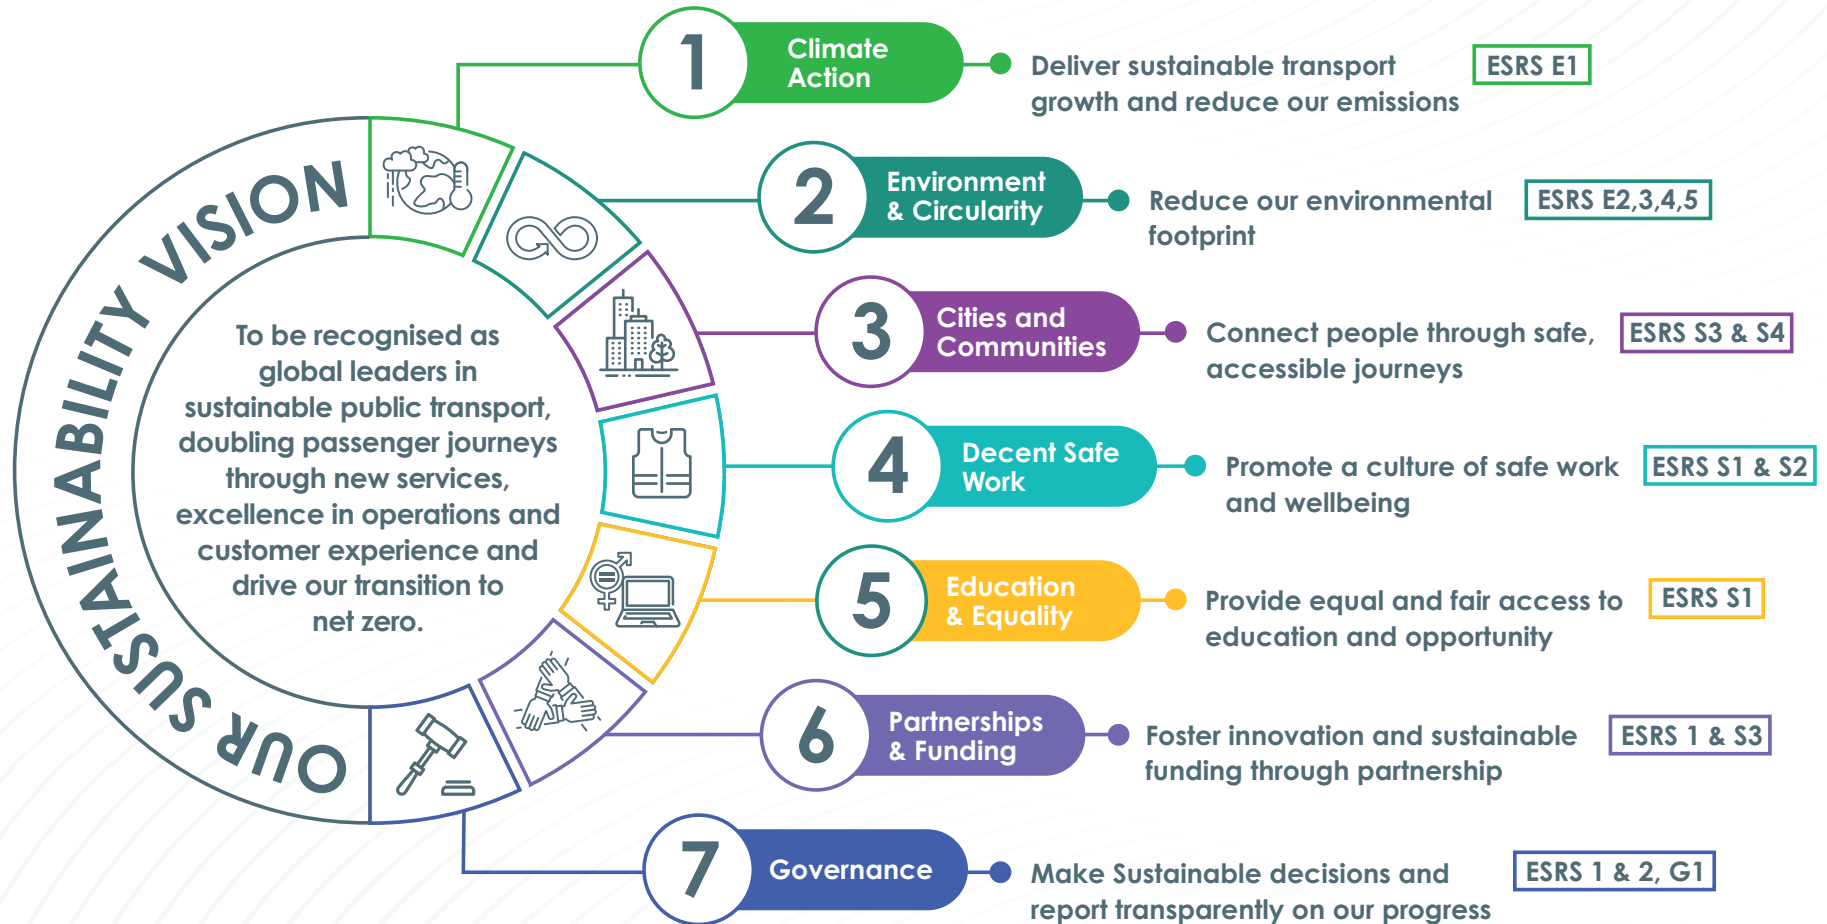 OUR SUSTAINABILITY VISION
To be recognised as
global leaders in
sustainable public transport,
doubling passenger journeys
through new services,
excellence in operations and
customer experience and
drive our transition to
net zero.
1
Climate
Action
Deliver sustainable transport
growth and reduce our emissions
ESRS E1
2
Environment
& Circularity
Reduce our environmental
footprint
ESRS E2,3,4,5
3
Cities and
Communities
Connect people through safe,
accessible journeys
ESRS S3 & S4
4
Decent Safe
Work
Promote a culture of safe work
and wellbeing
ESRS S1 & S2
5
Education
& Equality
Provide equal and fair access to
education and opportunity
ESRS S1
6
Partnerships
& Funding
Foster innovation and sustainable
funding through partnership
ESRS 1 & S3
7
Governance
Make Sustainable decisions and
report transparently on our progress
ESRS 1 & 2, G1